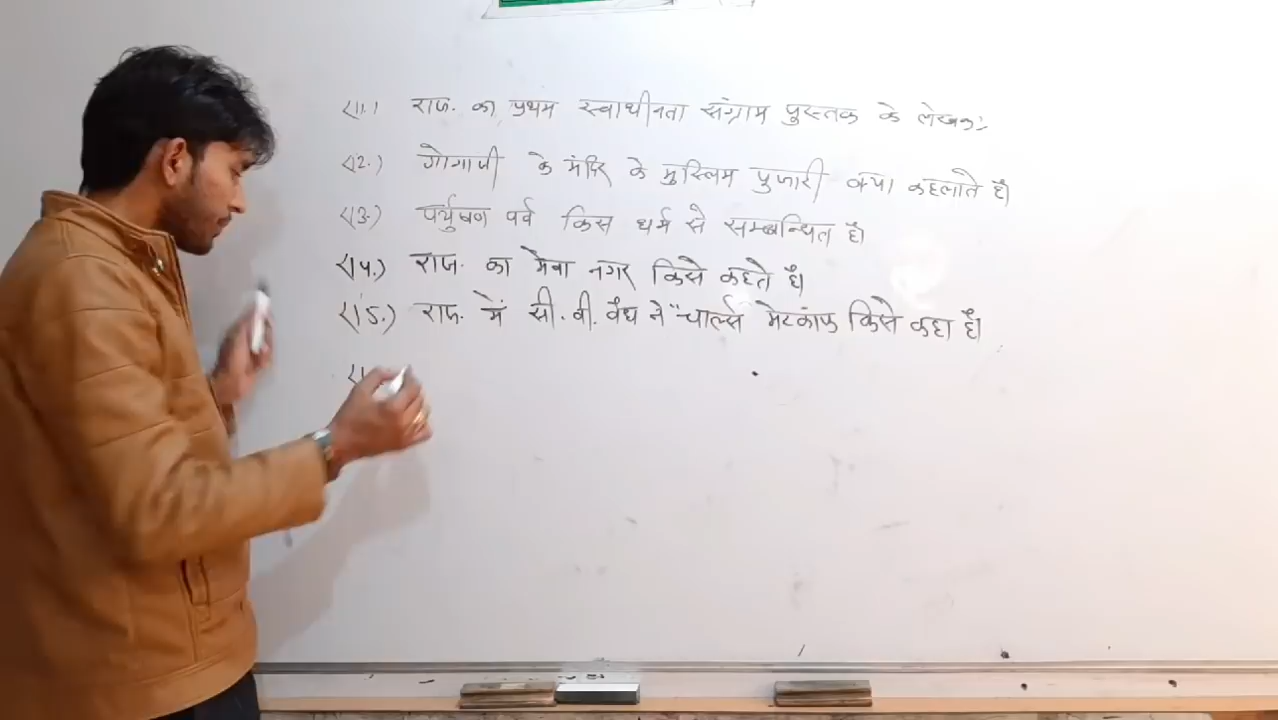 <11.) राज. का प्रथम स्वाधीनता संग्राम पुस्तक के लेखक:
<12.) गोगाजी के मंदिर के मुस्लिम पुजारी क्या कहलाते है।
<13.) पर्युषण पर्व किस धर्म से सम्बन्धित है।
<14.) राज. का मेवा नगर किसे कहते है।
<15.) राज. में सी. वी. वैध ने "चार्ल्स मेटकॉफ किसे कहा है।